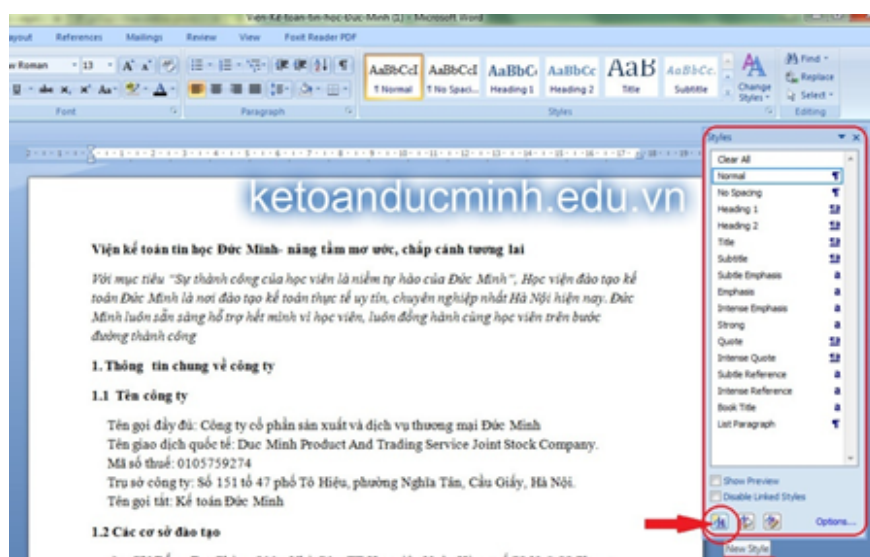 Viện-Kế-toan-tin-học-Đức-Minh (1) - Microsoft Word
ayout References Mailings Review View Foxit Reader PDF
w Roman 13
AaBbCcI AaBbCcI AaBbC AaBbCc AaB AaBbCc.
¶ Normal ¶ No Spaci... Heading 1 Heading 2 Title Subtitle
Change Styles
Find
Replace
Select
Font Paragraph Styles Editing
Styles
Clear All
Normal
No Spacing
Heading 1
Heading 2
Title
Subtitle
Subtle Emphasis
Emphasis
Intense Emphasis
Strong
Quote
Intense Quote
Subtle Reference
Intense Reference
Book Title
List Paragraph
Show Preview
Disable Linked Styles
Options...
New Style
ketoanducminh.edu.vn
Viện kế toán tin học Đức Minh- nâng tầm mơ ước, chắp cánh tương lai
Với mục tiêu “Sự thành công của học viên là niềm tự hào của Đức Minh”, Học viện đào tạo kế
toán Đức Minh là nơi đào tạo kế toán thực tế uy tín, chuyên nghiệp nhất Hà Nội hiện nay. Đức
Minh luôn sẵn sàng hỗ trợ hết mình vì học viên, luôn đồng hành cùng học viên trên bước
đường thành công
1. Thông tin chung về công ty
1.1 Tên công ty
Tên gọi đầy đủ: Công ty cổ phần sản xuất và dịch vụ thương mại Đức Minh
Tên giao dịch quốc tế: Duc Minh Product And Trading Service Joint Stock Company.
Mã số thuế: 0105759274
Trụ sở công ty: Số 151 tổ 47 phố Tô Hiệu, phường Nghĩa Tân, Cầu Giấy, Hà Nội.
Tên gọi tắt: Kế toán Đức Minh
1.2 Các cơ sở đào tạo